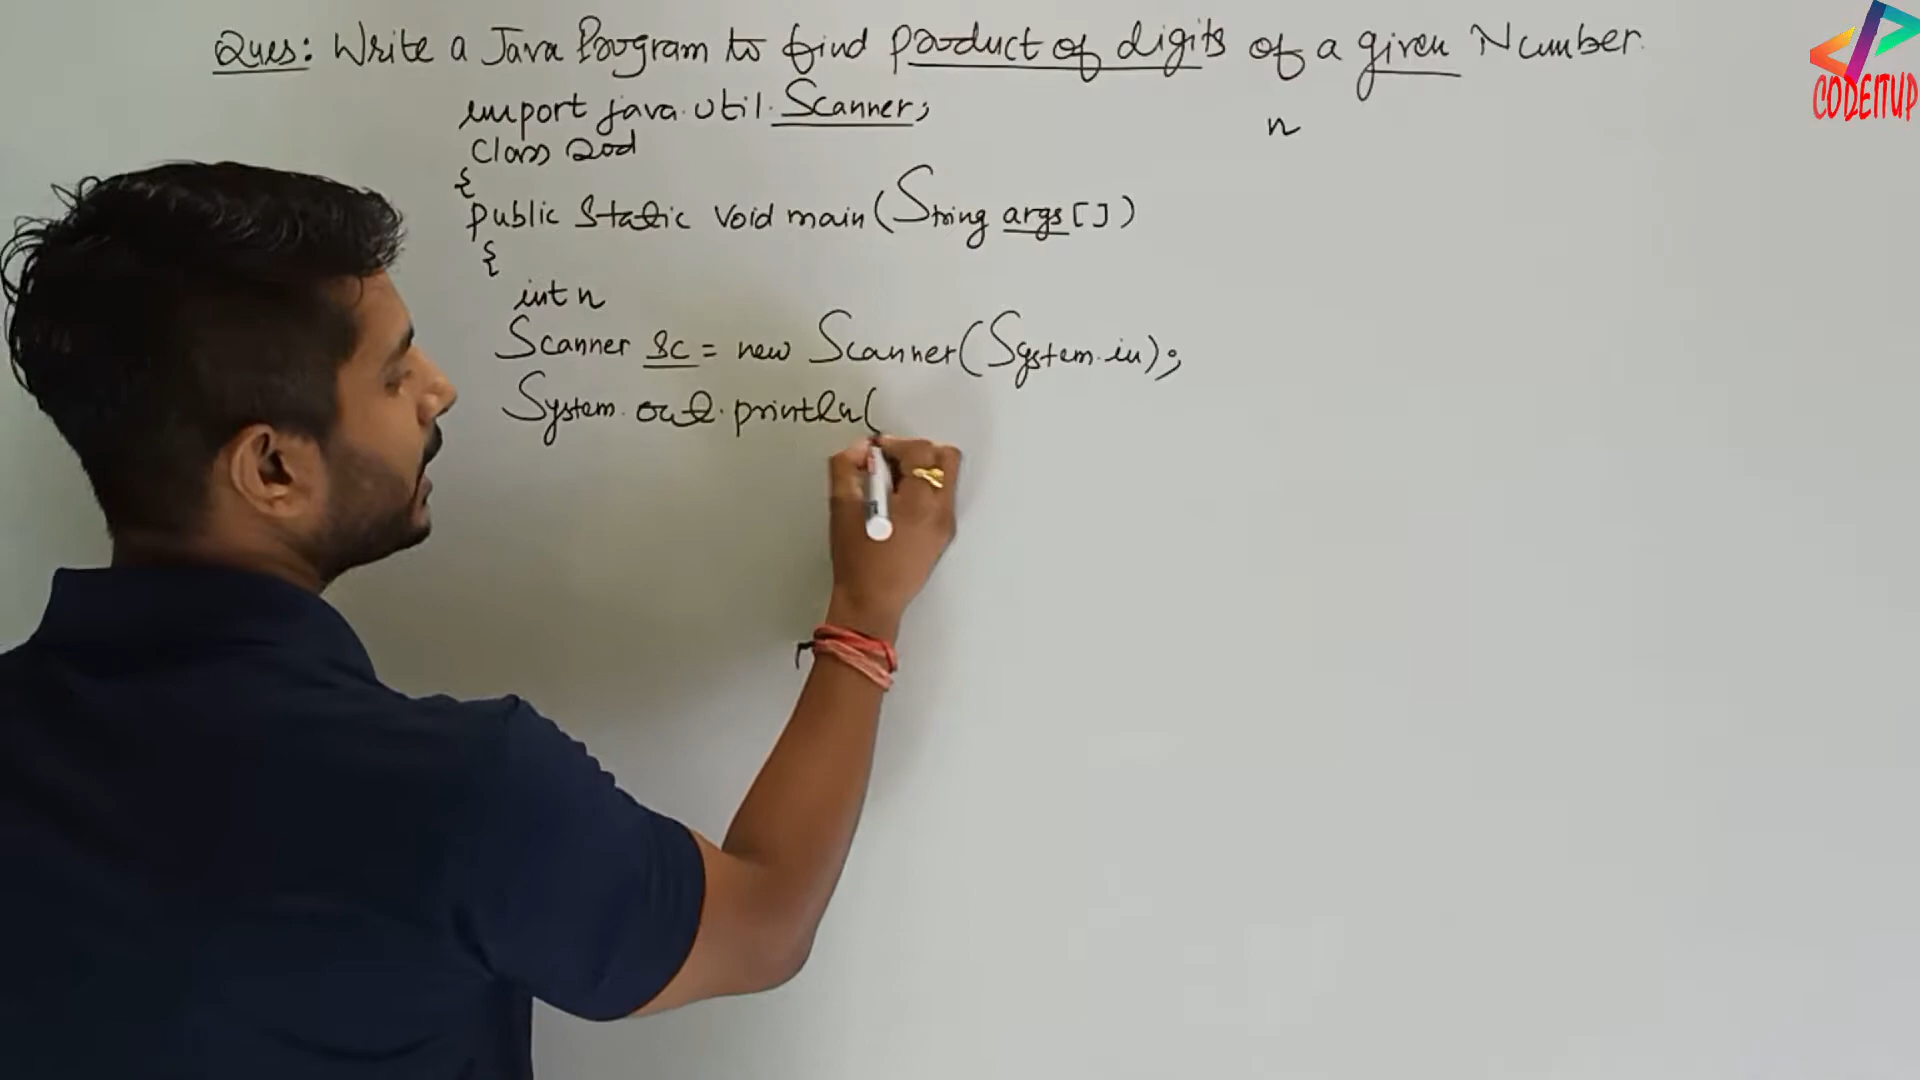 Ques: Write a Java Program to find product of digits of a given Number.
import java.util.Scanner;
n
Class Pod
{
public Static Void main(String args[])
{
int n
Scanner Sc = new Scanner(System.in);
System.out.println(
CODEITUP